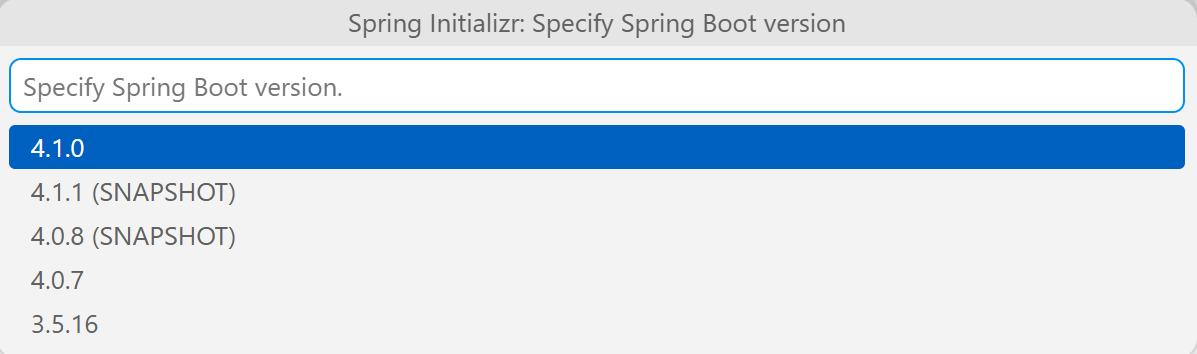 Spring Initializr: Specify Spring Boot version
Specify Spring Boot version.
4.1.0
4.1.1 (SNAPSHOT)
4.0.8 (SNAPSHOT)
4.0.7
3.5.16